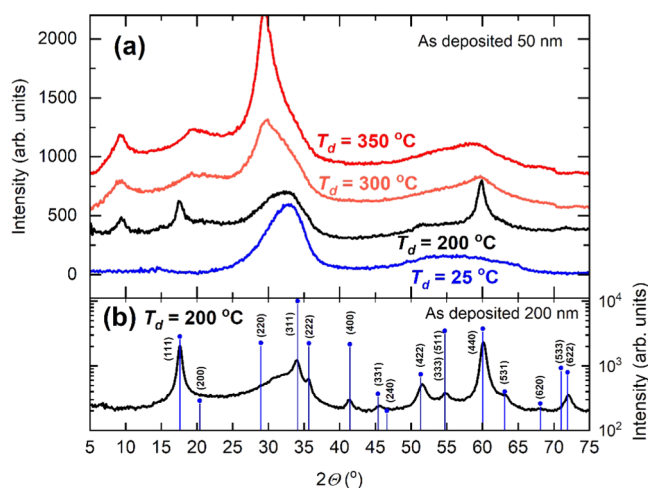 (a)
As deposited 50 nm
2000
1500
1000
500
0
Intensity (arb. units)
T_d = 350 °C
T_d = 300 °C
T_d = 200 °C
T_d = 25 °C
(b)
T_d = 200 °C
As deposited 200 nm
(111)
(200)
(220)
(311)
(222)
(400)
(331)
(240)
(422)
(333) (511)
(440)
(531)
(620)
(533)
(622)
10^4
10^3
10^2
Intensity (arb. units)
5 10 15 20 25 30 35 40 45 50 55 60 65 70 75
2Θ (°)